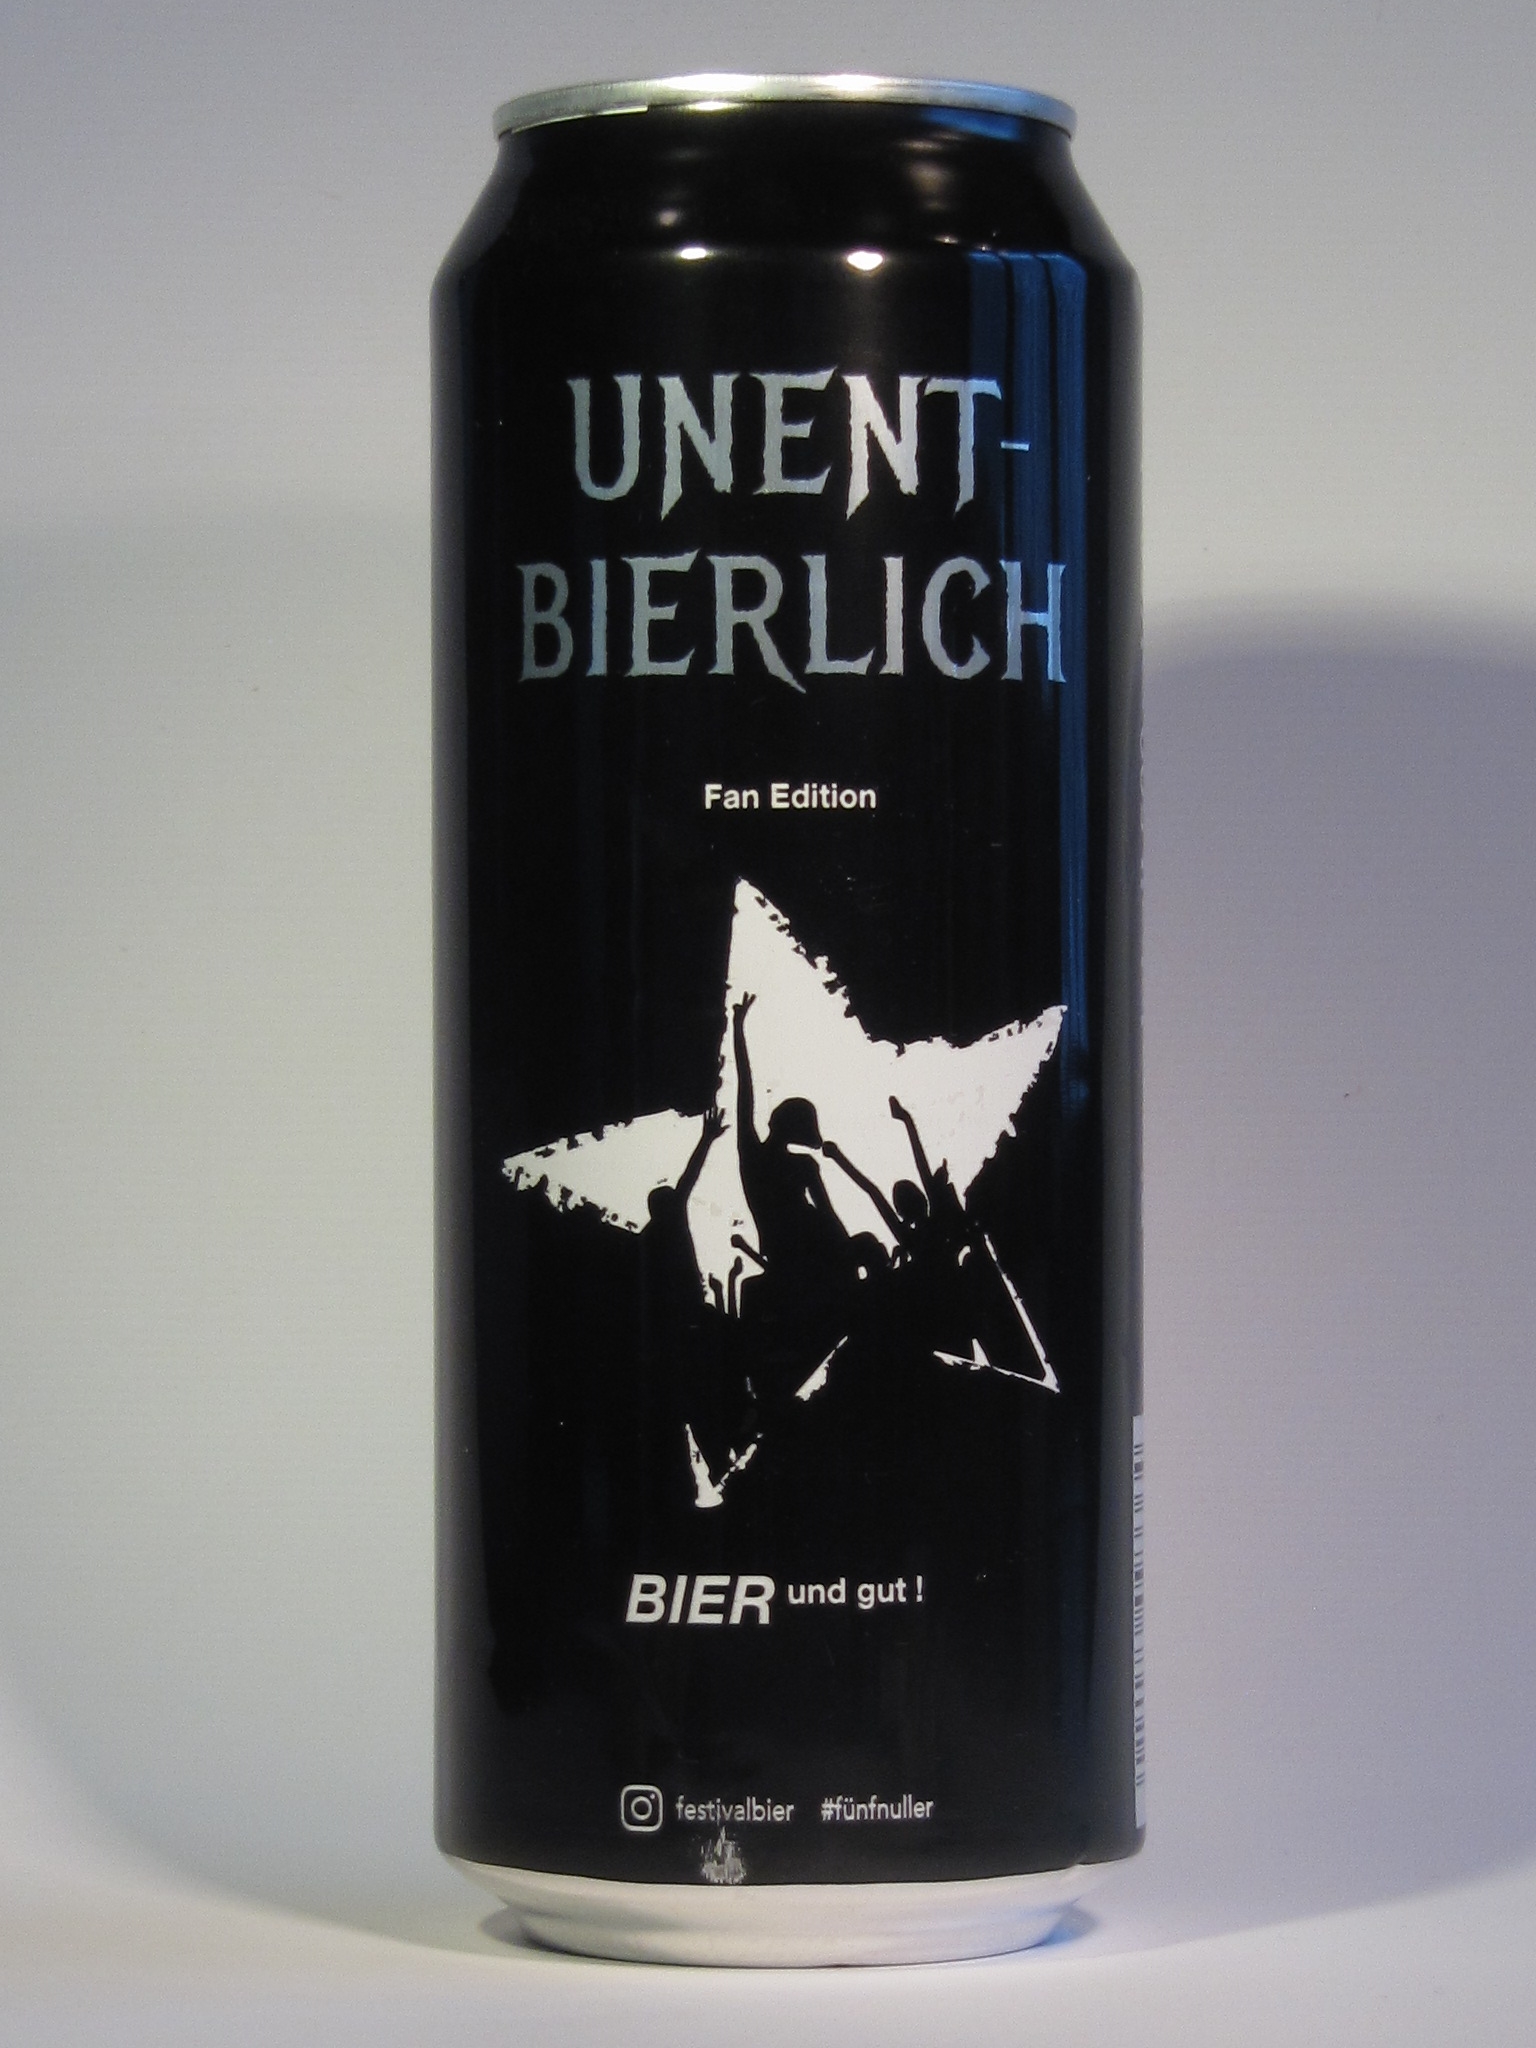 UNENT-
BIERLICH
Fan Edition
BIER und gut !
festivalbier #fünfnuller